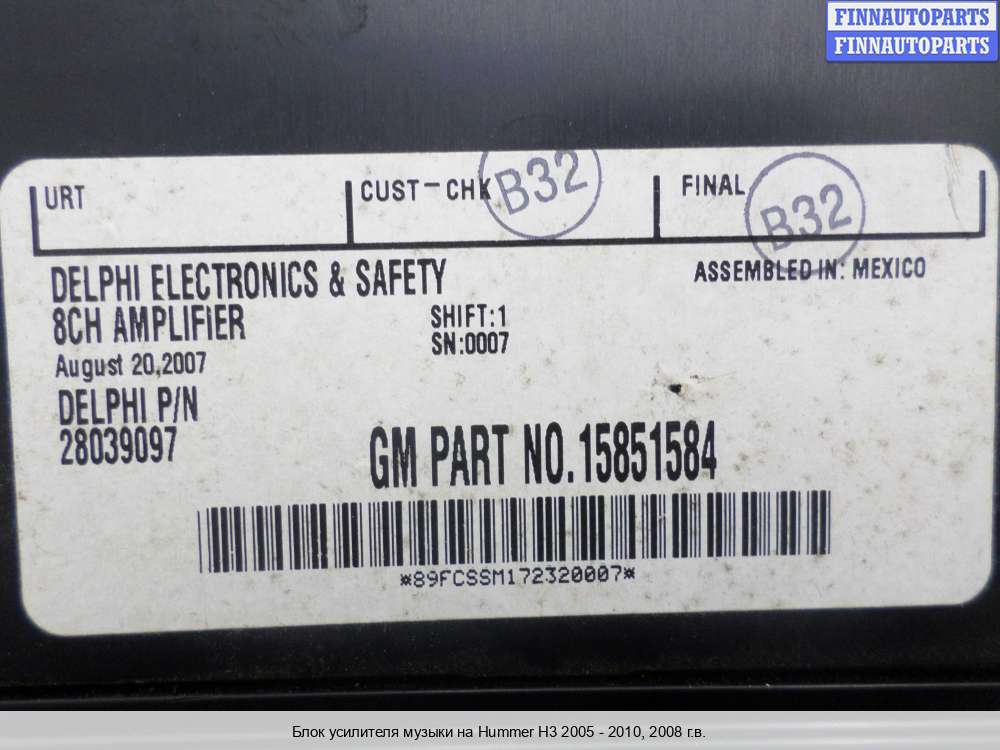 FINNAUTOPARTS
FINNAUTOPARTS
URT
CUST-CHK
B32
FINAL
B32
DELPHI ELECTRONICS & SAFETY
ASSEMBLED IN: MEXICO
8CH AMPLIFIER
SHIFT:1
August 20,2007
SN:0007
DELPHI P/N
28039097
GM PART NO.15851584
*89FCSSM172320007*
Блок усилителя музыки на Hummer H3 2005 - 2010, 2008 г.в.